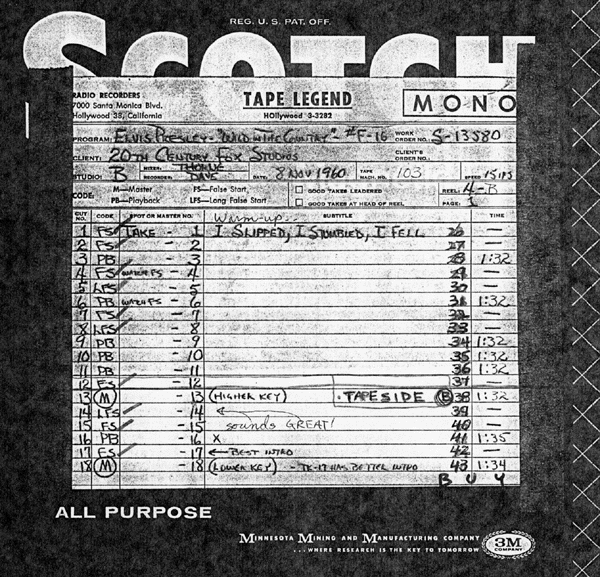 REG. U. S. PAT. OFF.
SCOTCH
RADIO RECORDERS
7000 Santa Monica Blvd.
Hollywood 38, California
TAPE LEGEND
HOllywood 3-3282
MONO
PROGRAM: ELVIS PRESLEY - "WILD IN THE COUNTRY" #F-16 WORK ORDER NO. S-13580
CLIENT: 20TH CENTURY FOX STUDIOS CLIENT'S ORDER NO.
STUDIO: B MIXER: THORNE RECORDER: DAVE DATE: 8 NOV 1960 TAPE MACH. NO. 103 SPEED 15IPS
CODE: M—Master FS—False Start GOOD TAKES LEADERED REEL: 4-B
PB—Playback LFS—Long False Start GOOD TAKES AT HEAD OF REEL PAGE: 1
CUT NO. CODE SPOT OR MASTER NO. Warm-up... SUBTITLE TIME
1 FS TAKE - 1 I SLIPPED, I STUMBLED, I FELL 26 —
2 FS - 2 27 —
3 PB - 3 28 1:32
4 FS WATCH FS - 4 29 —
5 LFS - 5 30 —
6 PB WATCH FS - 6 31 1:32
7 FS - 7 32 —
8 LFS - 8 33 —
9 PB - 9 34 1:32
10 PB - 10 35 1:32
11 PB - 11 36 1:32
12 FS - 12 37 —
13 M - 13 (HIGHER KEY) TAPE SIDE B 38 1:32
14 LFS - 14 39 —
15 FS - 15 sounds GREAT! 40 —
16 PB - 16 X 41 1:35
17 FS - 17 ← BEST INTRO 42 —
18 M - 18 (LOWER KEY) - TK-17 HAS BETTER INTRO 43 1:34
B U Y
ALL PURPOSE
MINNESOTA MINING AND MANUFACTURING COMPANY
...WHERE RESEARCH IS THE KEY TO TOMORROW
3M
COMPANY